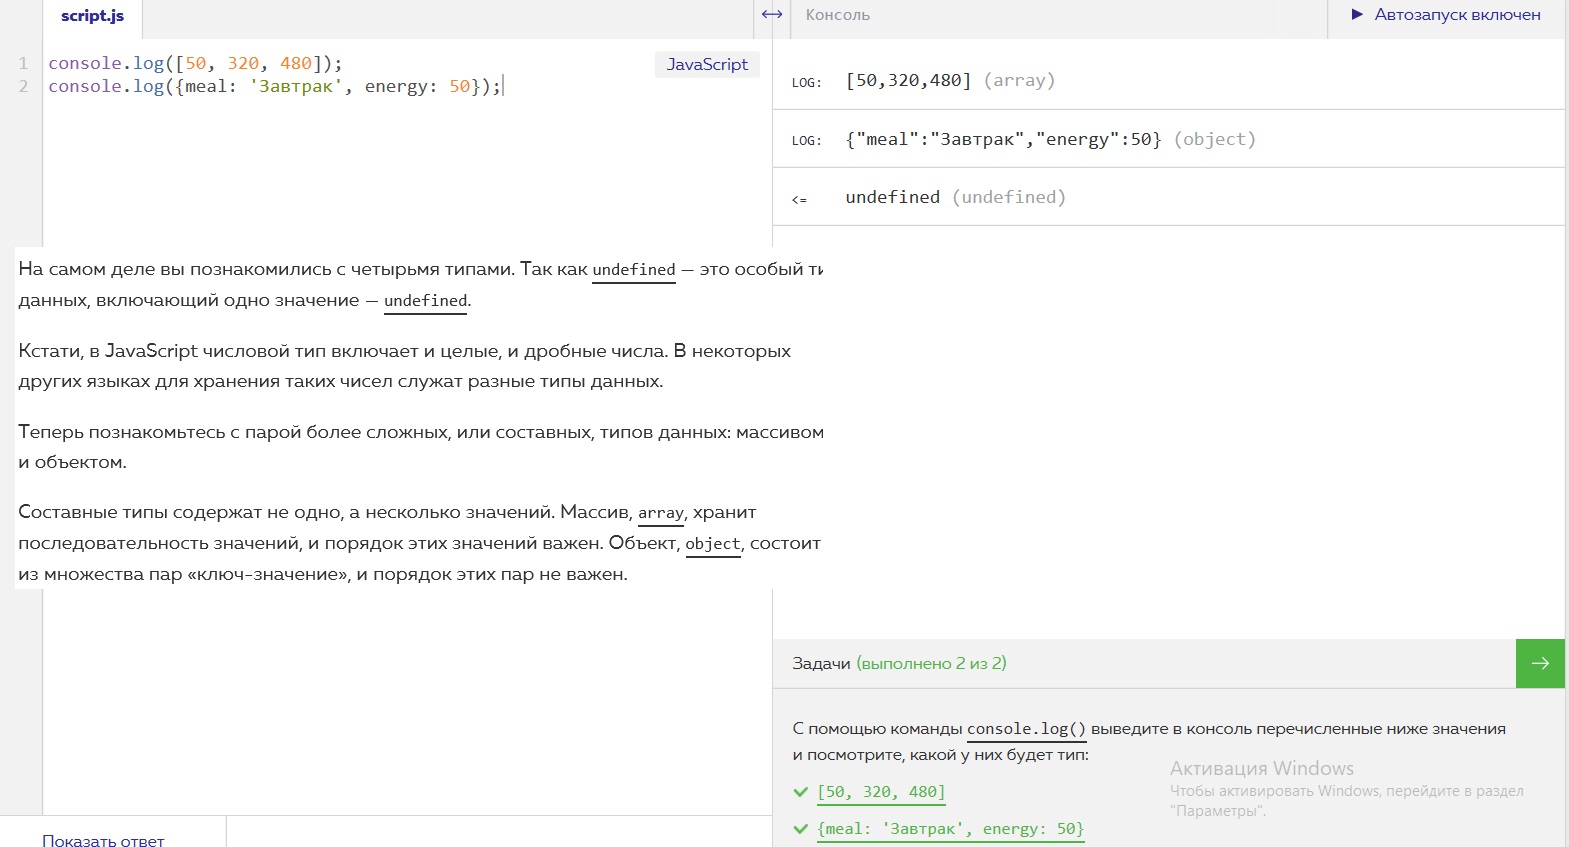 script.js
Консоль
Автозапуск включен
1 console.log([50, 320, 480]);
2 console.log({meal: 'Завтрак', energy: 50});
JavaScript
LOG: [50,320,480] (array)
LOG: {"meal":"Завтрак","energy":50} (object)
<= undefined (undefined)
На самом деле вы познакомились с четырьмя типами. Так как undefined — это особый ти
данных, включающий одно значение — undefined.
Кстати, в JavaScript числовой тип включает и целые, и дробные числа. В некоторых
других языках для хранения таких чисел служат разные типы данных.
Теперь познакомьтесь с парой более сложных, или составных, типов данных: массивом
и объектом.
Составные типы содержат не одно, а несколько значений. Массив, array, хранит
последовательность значений, и порядок этих значений важен. Объект, object, состоит
из множества пар «ключ-значение», и порядок этих пар не важен.
Задачи (выполнено 2 из 2)
С помощью команды console.log() выведите в консоль перечисленные ниже значения
и посмотрите, какой у них будет тип:
[50, 320, 480]
{meal: 'Завтрак', energy: 50}
Активация Windows
Чтобы активировать Windows, перейдите в раздел
"Параметры".
Показать ответ